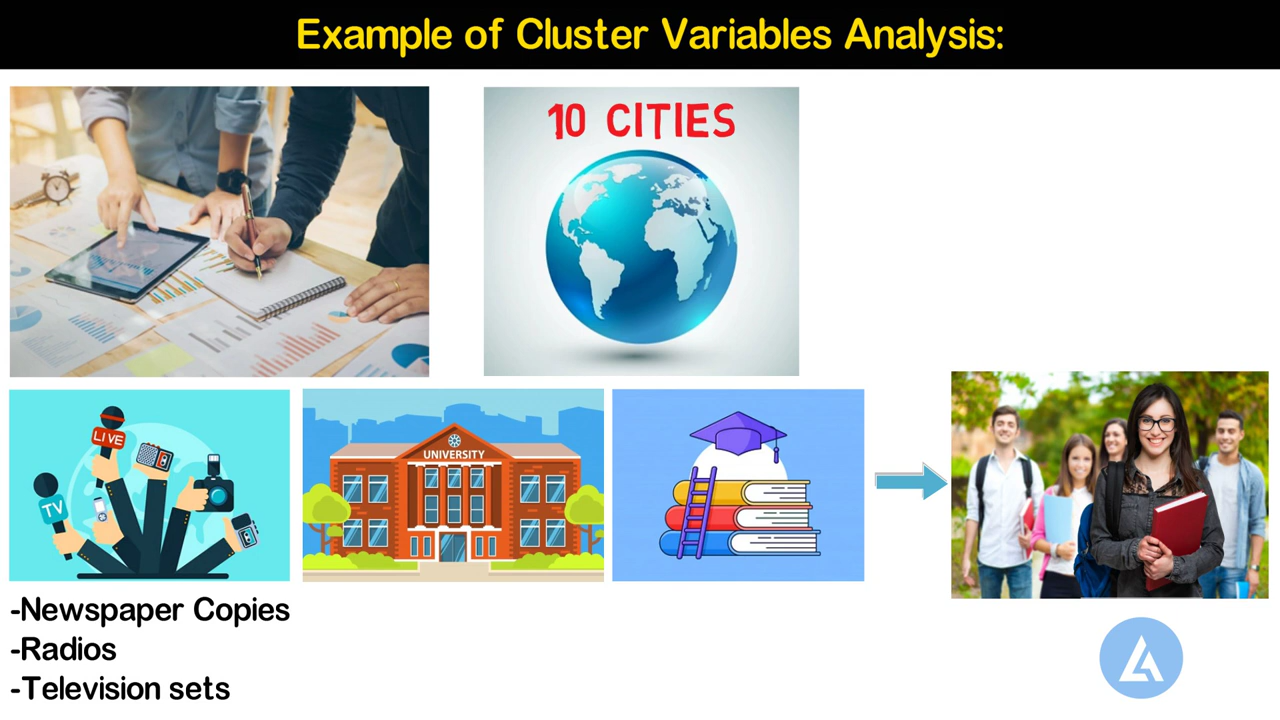 Example of Cluster Variables Analysis:
10 CITIES
LIVE
TV
UNIVERSITY
-Newspaper Copies
-Radios
-Television sets